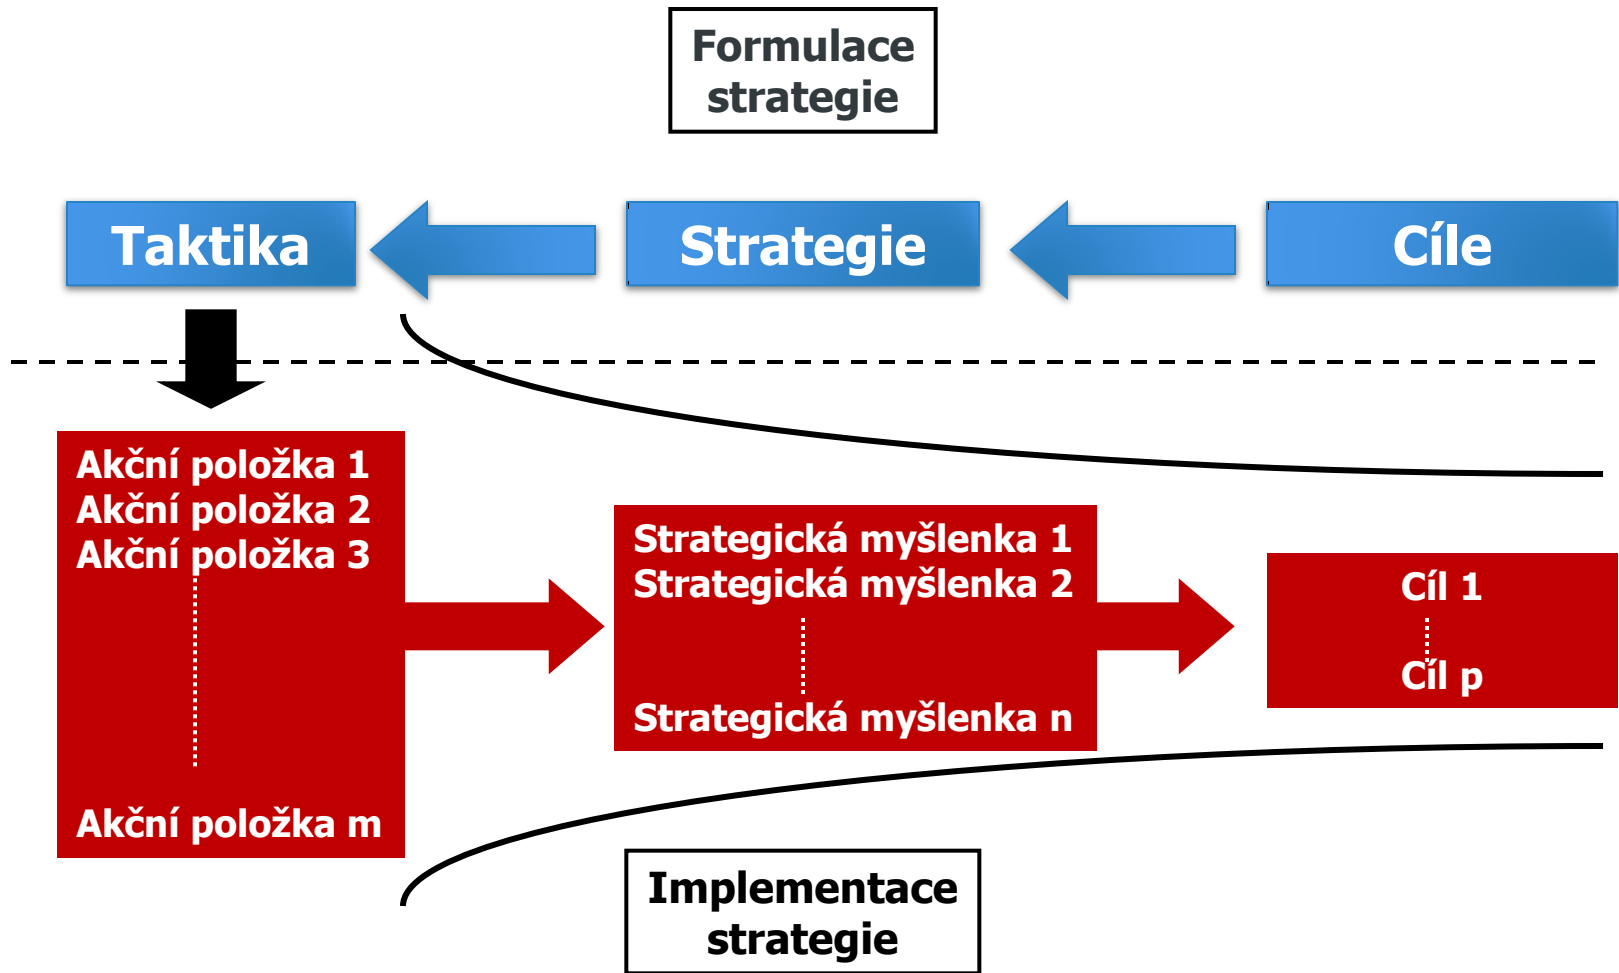 Formulace
strategie
Taktika
Strategie
Cíle
Akční položka 1
Akční položka 2
Akční položka 3
Akční položka m
Strategická myšlenka 1
Strategická myšlenka 2
Strategická myšlenka n
Cíl 1
Cíl p
Implementace
strategie